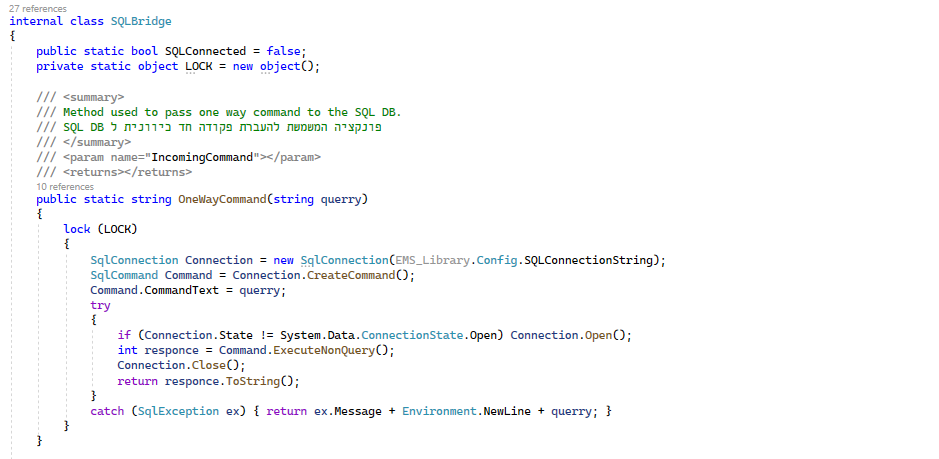 27 references
internal class SQLBridge
{
public static bool SQLConnected = false;
private static object LOCK = new object();
/// <summary>
/// Method used to pass one way command to the SQL DB.
/// פונקציה המשמשת להעברת פקודה חד כיוונית ל SQL DB
/// </summary>
/// <param name="IncomingCommand"></param>
/// <returns></returns>
10 references
public static string OneWayCommand(string querry)
{
lock (LOCK)
{
SqlConnection Connection = new SqlConnection(EMS_Library.Config.SQLConnectionString);
SqlCommand Command = Connection.CreateCommand();
Command.CommandText = querry;
try
{
if (Connection.State != System.Data.ConnectionState.Open) Connection.Open();
int responce = Command.ExecuteNonQuery();
Connection.Close();
return responce.ToString();
}
catch (SqlException ex) { return ex.Message + Environment.NewLine + querry; }
}
}